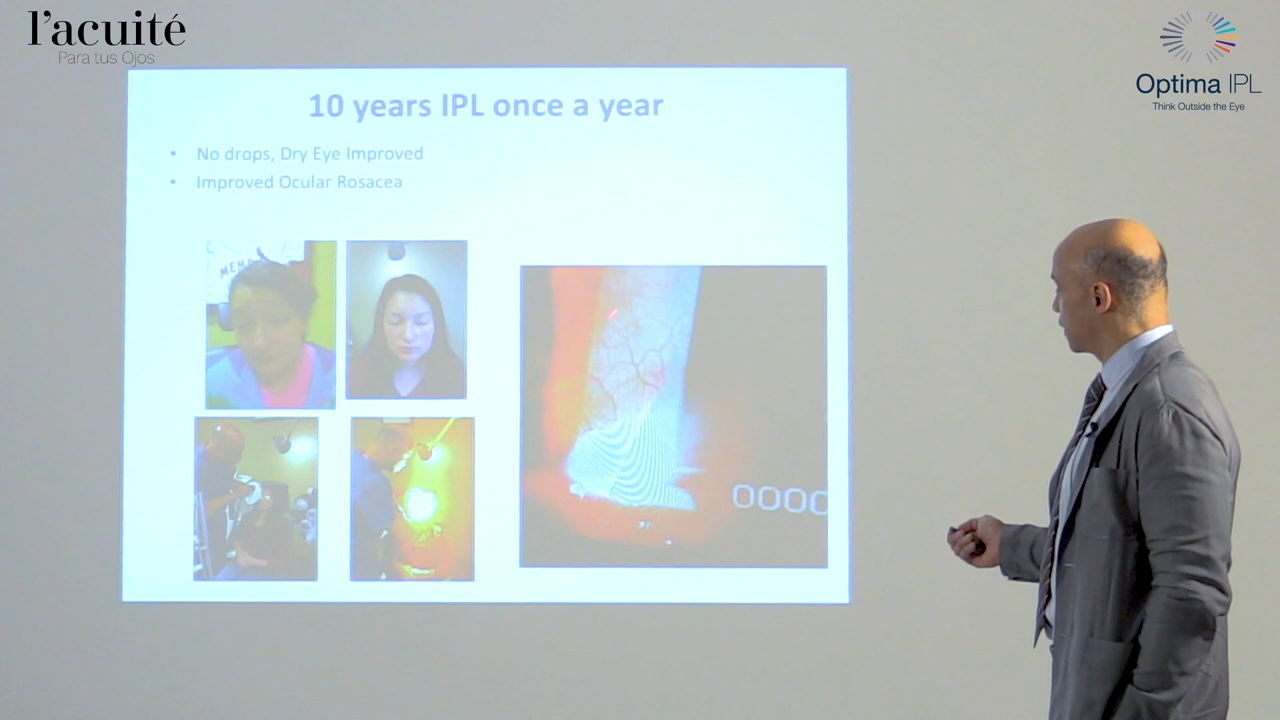 l'acuité
Para tus Ojos
Optima IPL
Think Outside the Eye
10 years IPL once a year
• No drops, Dry Eye Improved
• Improved Ocular Rosacea
0000